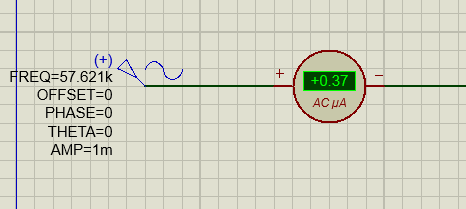 (+)
FREQ=57.621k
OFFSET=0
PHASE=0
THETA=0
AMP=1m
+ +0.37 −
AC µA